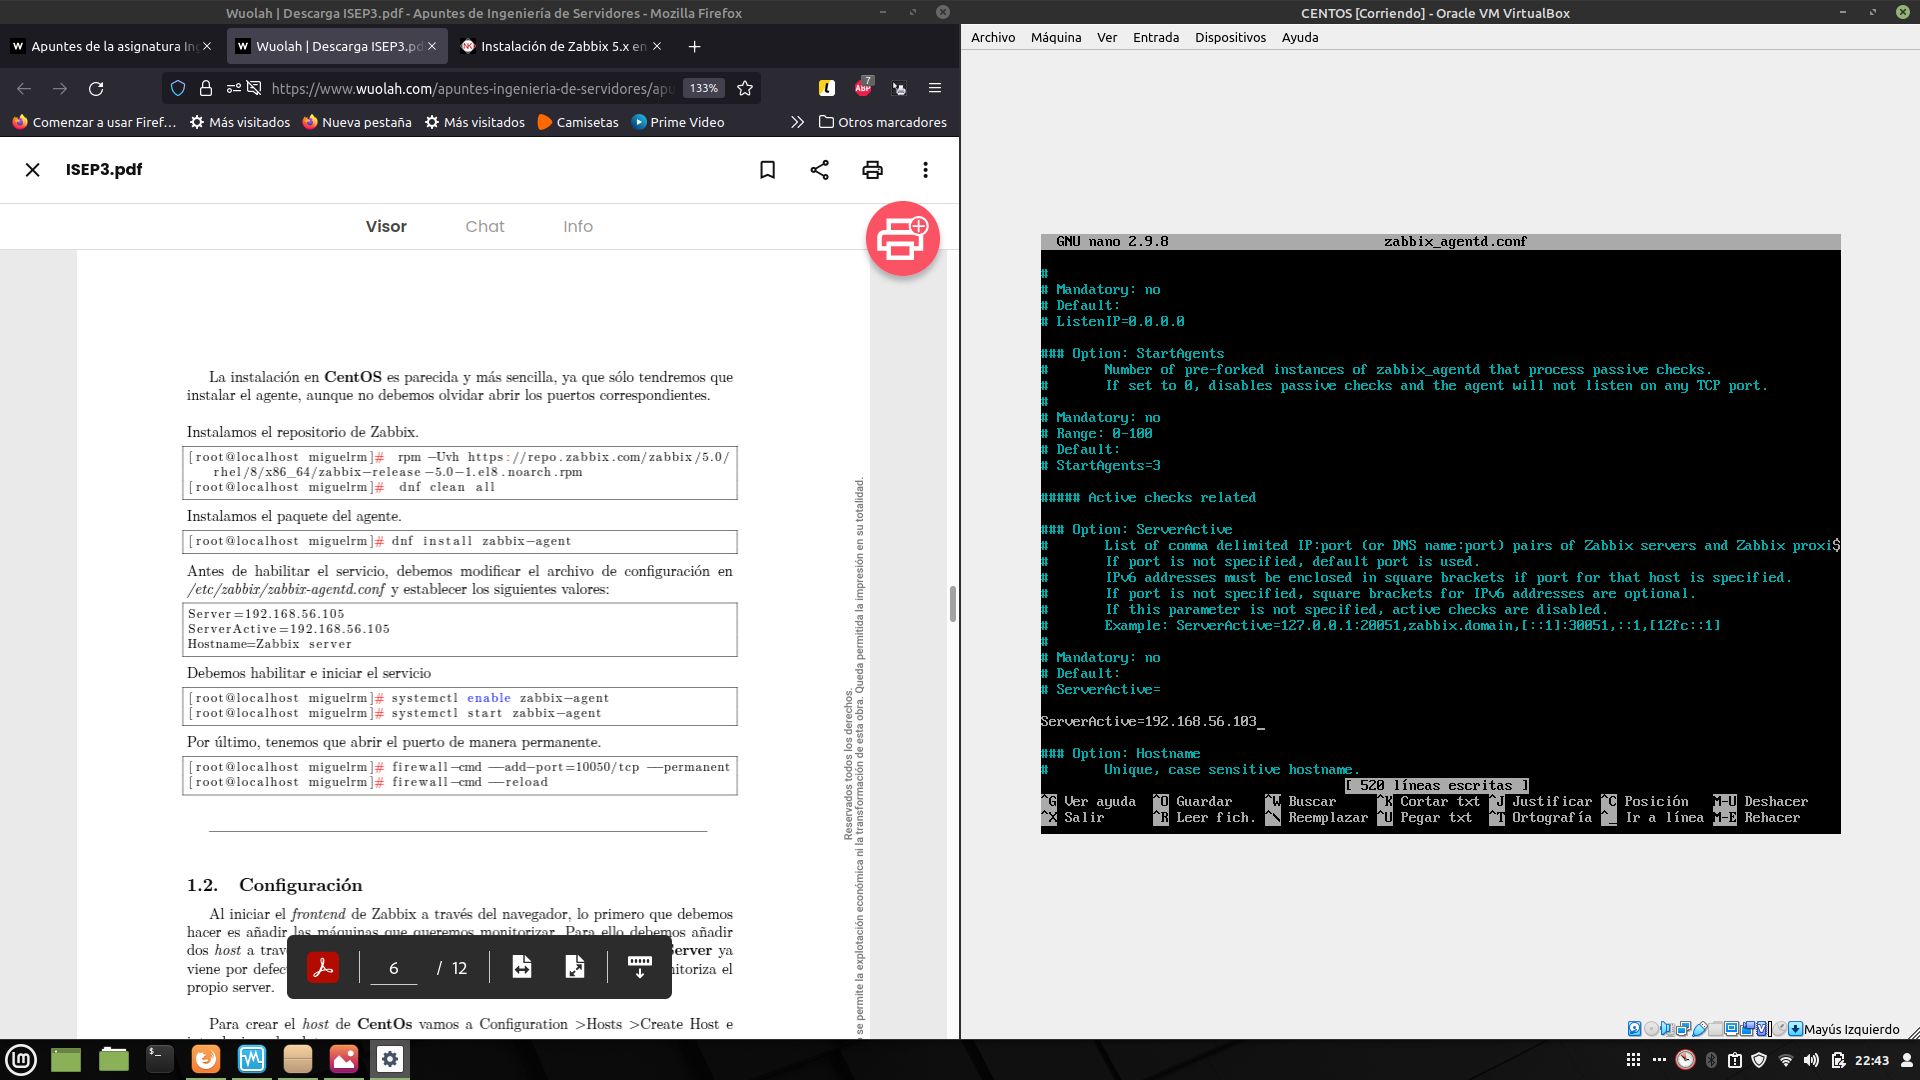 Wuolah | Descarga ISEP3.pdf - Apuntes de Ingeniería de Servidores - Mozilla Firefox
Apuntes de la asignatura In
Wuolah | Descarga ISEP3.pd
Instalación de Zabbix 5.x en
https://www.wuolah.com/apuntes-ingenieria-de-servidores/apu
133%
7
ABP
Comenzar a usar Firef...
Más visitados
Nueva pestaña
Más visitados
Camisetas
Prime Video
Otros marcadores
ISEP3.pdf
Visor
Chat
Info
La instalación en CentOS es parecida y más sencilla, ya que sólo tendremos que
instalar el agente, aunque no debemos olvidar abrir los puertos correspondientes.
Instalamos el repositorio de Zabbix.
[root@localhost miguelrm]# rpm -Uvh https://repo.zabbix.com/zabbix/5.0/
rhel/8/x86_64/zabbix-release-5.0-1.el8.noarch.rpm
[root@localhost miguelrm]# dnf clean all
Instalamos el paquete del agente.
[root@localhost miguelrm]# dnf install zabbix-agent
Antes de habilitar el servicio, debemos modificar el archivo de configuración en
/etc/zabbix/zabbix-agentd.conf y establecer los siguientes valores:
Server=192.168.56.105
ServerActive=192.168.56.105
Hostname=Zabbix server
Debemos habilitar e iniciar el servicio
[root@localhost miguelrm]# systemctl enable zabbix-agent
[root@localhost miguelrm]# systemctl start zabbix-agent
Por último, tenemos que abrir el puerto de manera permanente.
[root@localhost miguelrm]# firewall-cmd --add-port=10050/tcp --permanent
[root@localhost miguelrm]# firewall-cmd --reload
1.2. Configuración
Al iniciar el frontend de Zabbix a través del navegador, lo primero que debemos
hacer es añadir las máquinas que queremos monitorizar. Para ello debemos añadir
dos host a trav Server ya
viene por defec nitoriza el
propio server.
Para crear el host de CentOs vamos a Configuration >Hosts >Create Host e
6 / 12
Reservados todos los derechos.
se permite la explotación económica ni la transformación de esta obra. Queda permitida la impresión en su totalidad.
CENTOS [Corriendo] - Oracle VM VirtualBox
Archivo Máquina Ver Entrada Dispositivos Ayuda
GNU nano 2.9.8 zabbix_agentd.conf
#
# Mandatory: no
# Default:
# ListenIP=0.0.0.0
### Option: StartAgents
# Number of pre-forked instances of zabbix_agentd that process passive checks.
# If set to 0, disables passive checks and the agent will not listen on any TCP port.
#
# Mandatory: no
# Range: 0-100
# Default:
# StartAgents=3
##### Active checks related
### Option: ServerActive
# List of comma delimited IP:port (or DNS name:port) pairs of Zabbix servers and Zabbix proxi$
# If port is not specified, default port is used.
# IPv6 addresses must be enclosed in square brackets if port for that host is specified.
# If port is not specified, square brackets for IPv6 addresses are optional.
# If this parameter is not specified, active checks are disabled.
# Example: ServerActive=127.0.0.1:20051,zabbix.domain,[::1]:30051,::1,[12fc::1]
#
# Mandatory: no
# Default:
# ServerActive=
ServerActive=192.168.56.103_
### Option: Hostname
# Unique, case sensitive hostname.
[ 520 líneas escritas ]
^G Ver ayuda ^O Guardar ^W Buscar ^K Cortar txt ^J Justificar ^C Posición M-U Deshacer
^X Salir ^R Leer fich. ^\ Reemplazar ^U Pegar txt ^T Ortografía ^_ Ir a línea M-E Rehacer
Mayús Izquierdo
22:43